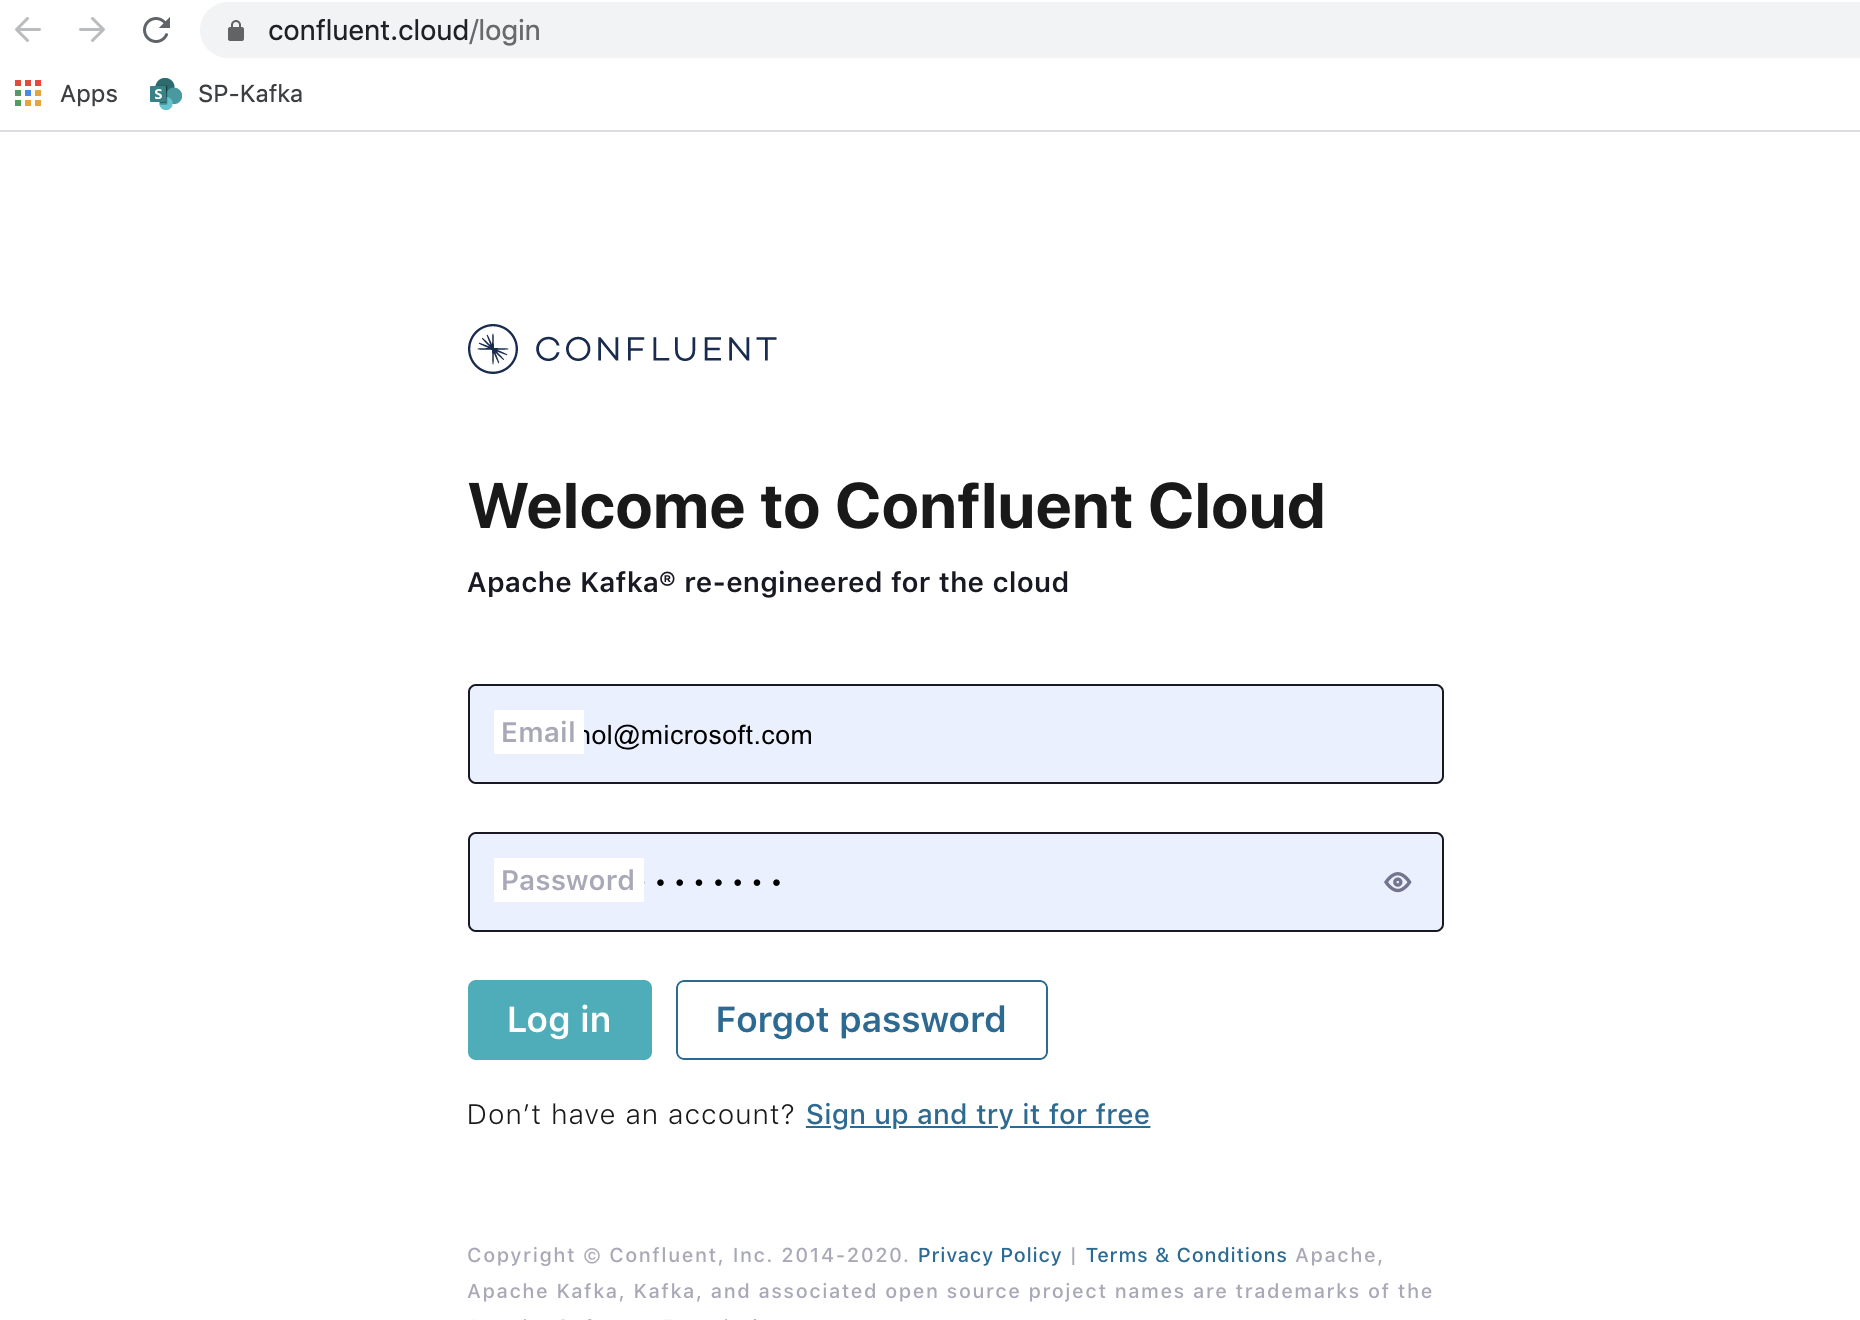 confluent.cloud/login
Apps SP-Kafka
CONFLUENT
Welcome to Confluent Cloud
Apache Kafka® re-engineered for the cloud
Email
@microsoft.com
Password
Log in Forgot password
Don’t have an account? Sign up and try it for free
Copyright © Confluent, Inc. 2014-2020. Privacy Policy | Terms & Conditions Apache,
Apache Kafka, Kafka, and associated open source project names are trademarks of the